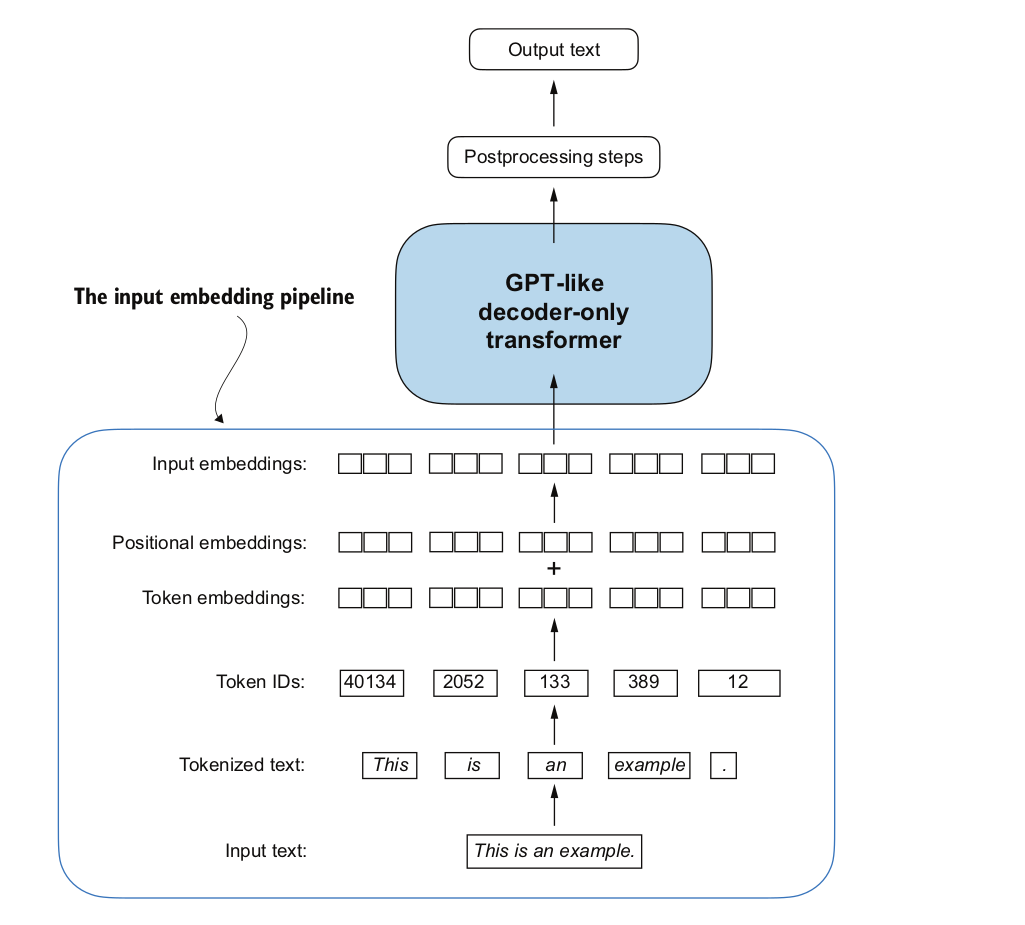 Output text
Postprocessing steps
GPT-like
decoder-only
transformer
The input embedding pipeline
Input embeddings:
Positional embeddings:
+
Token embeddings:
Token IDs: 40134 2052 133 389 12
Tokenized text: This is an example .
Input text: This is an example.